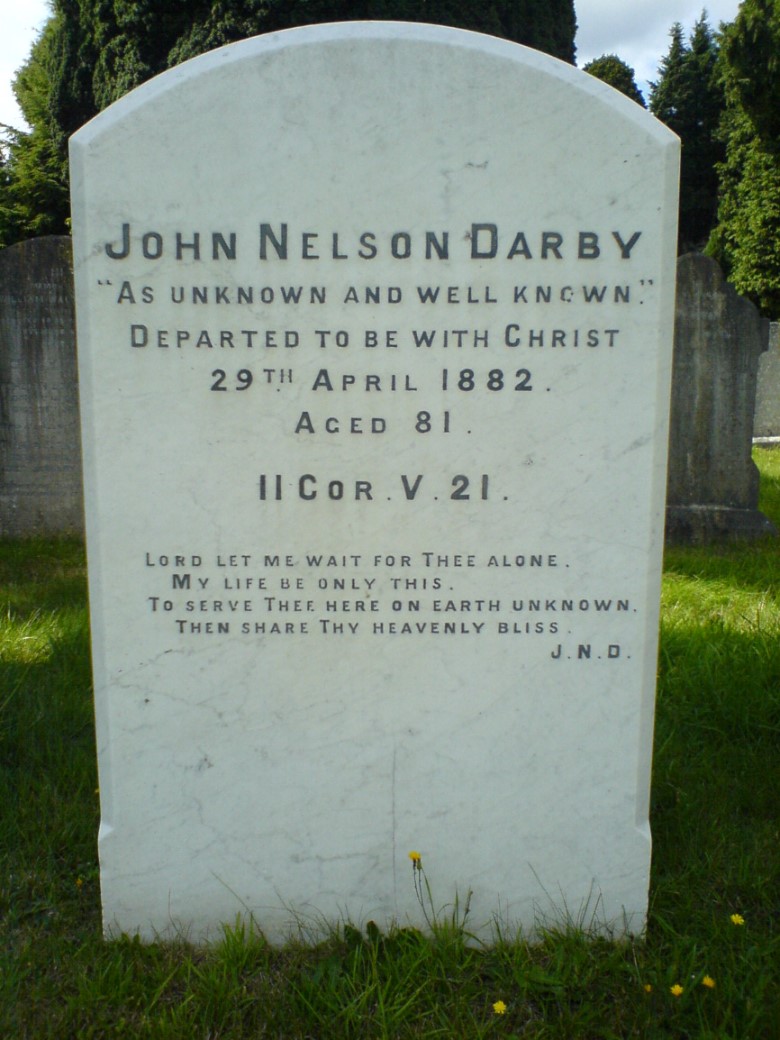 JOHN NELSON DARBY
"AS UNKNOWN AND WELL KNOWN."
DEPARTED TO BE WITH CHRIST
29TH APRIL 1882.
AGED 81.
II COR. V. 21.
LORD LET ME WAIT FOR THEE ALONE.
MY LIFE BE ONLY THIS.
TO SERVE THEE HERE ON EARTH UNKNOWN.
THEN SHARE THY HEAVENLY BLISS.
J.N.D.